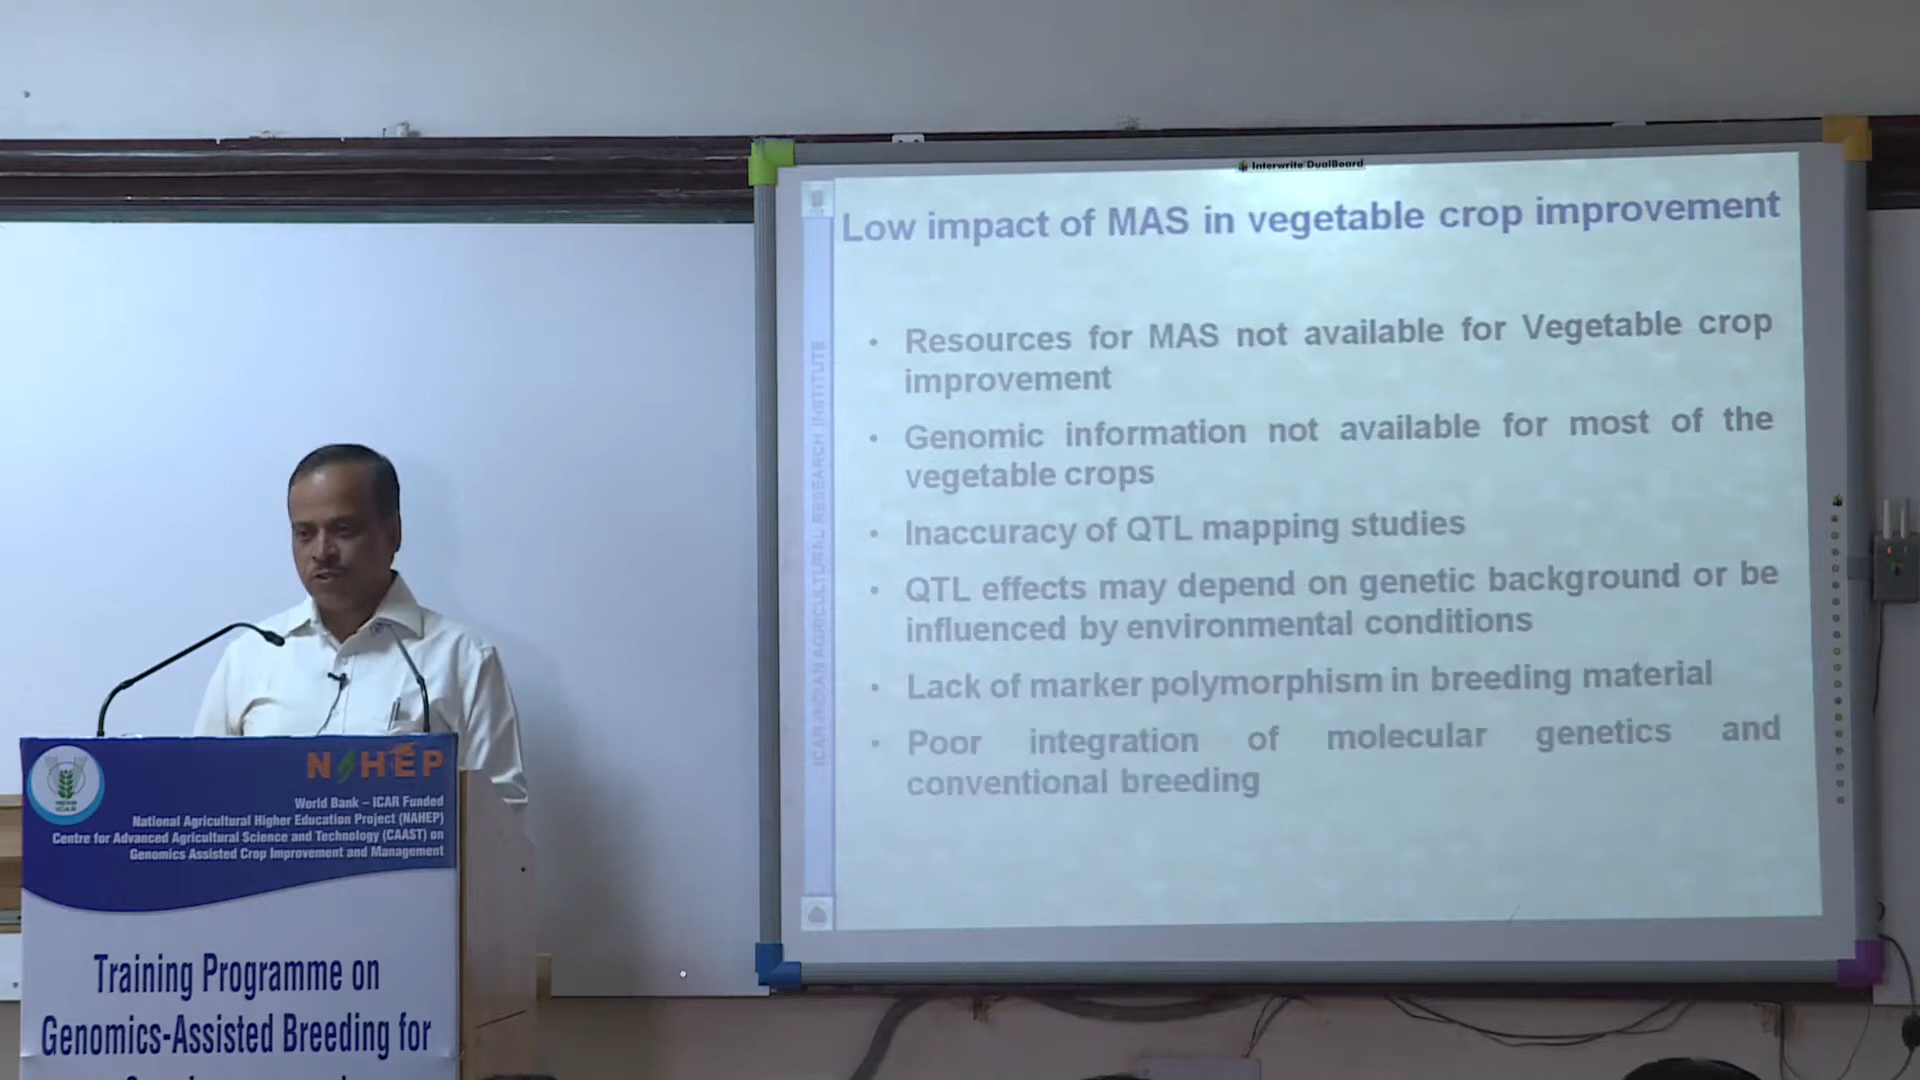 Interwrite DualBoard
Low impact of MAS in vegetable crop improvement
• Resources for MAS not available for Vegetable crop
improvement
• Genomic information not available for most of the
vegetable crops
• Inaccuracy of QTL mapping studies
• QTL effects may depend on genetic background or be
influenced by environmental conditions
• Lack of marker polymorphism in breeding material
• Poor integration of molecular genetics and
conventional breeding
ICAR-INDIAN AGRICULTURAL RESEARCH INSTITUTE
NAHEP
World Bank – ICAR Funded
National Agricultural Higher Education Project (NAHEP)
Centre for Advanced Agricultural Science and Technology (CAAST) on
Genomics Assisted Crop Improvement and Management
Training Programme on
Genomics-Assisted Breeding for